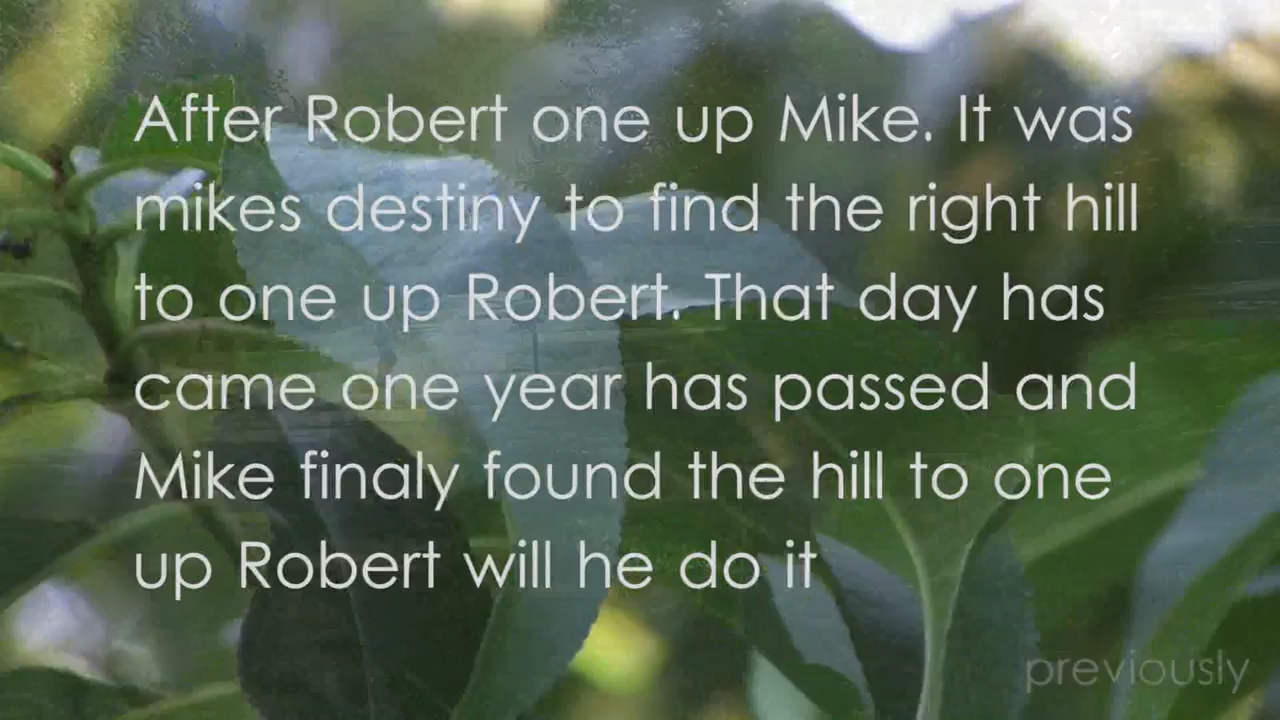 After Robert one up Mike. It was
mikes destiny to find the right hill
to one up Robert. That day has
came one year has passed and
Mike finaly found the hill to one
up Robert will he do it
previously